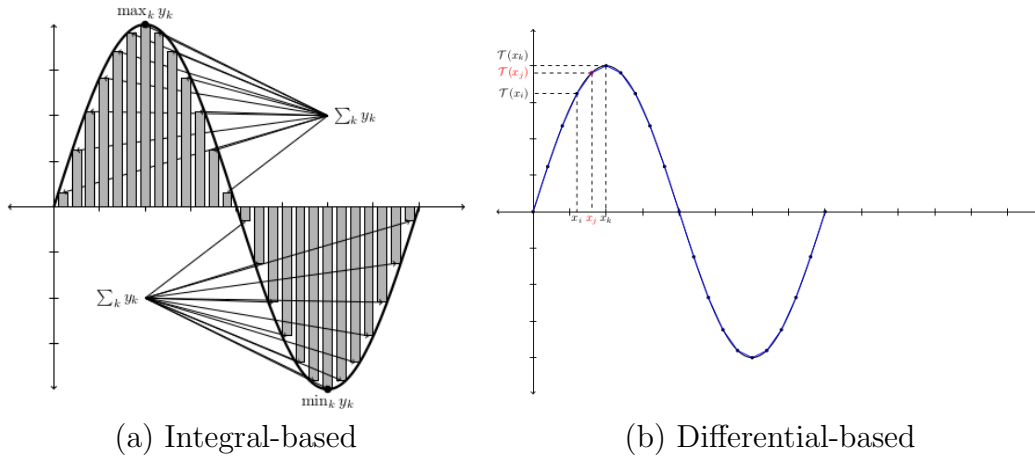 max_k y_k
∑_k y_k
∑_k y_k
min_k y_k
(a) Integral-based
𝒯(x_k)
𝒯(x_j)
𝒯(x_i)
x_i x_j x_k
(b) Differential-based